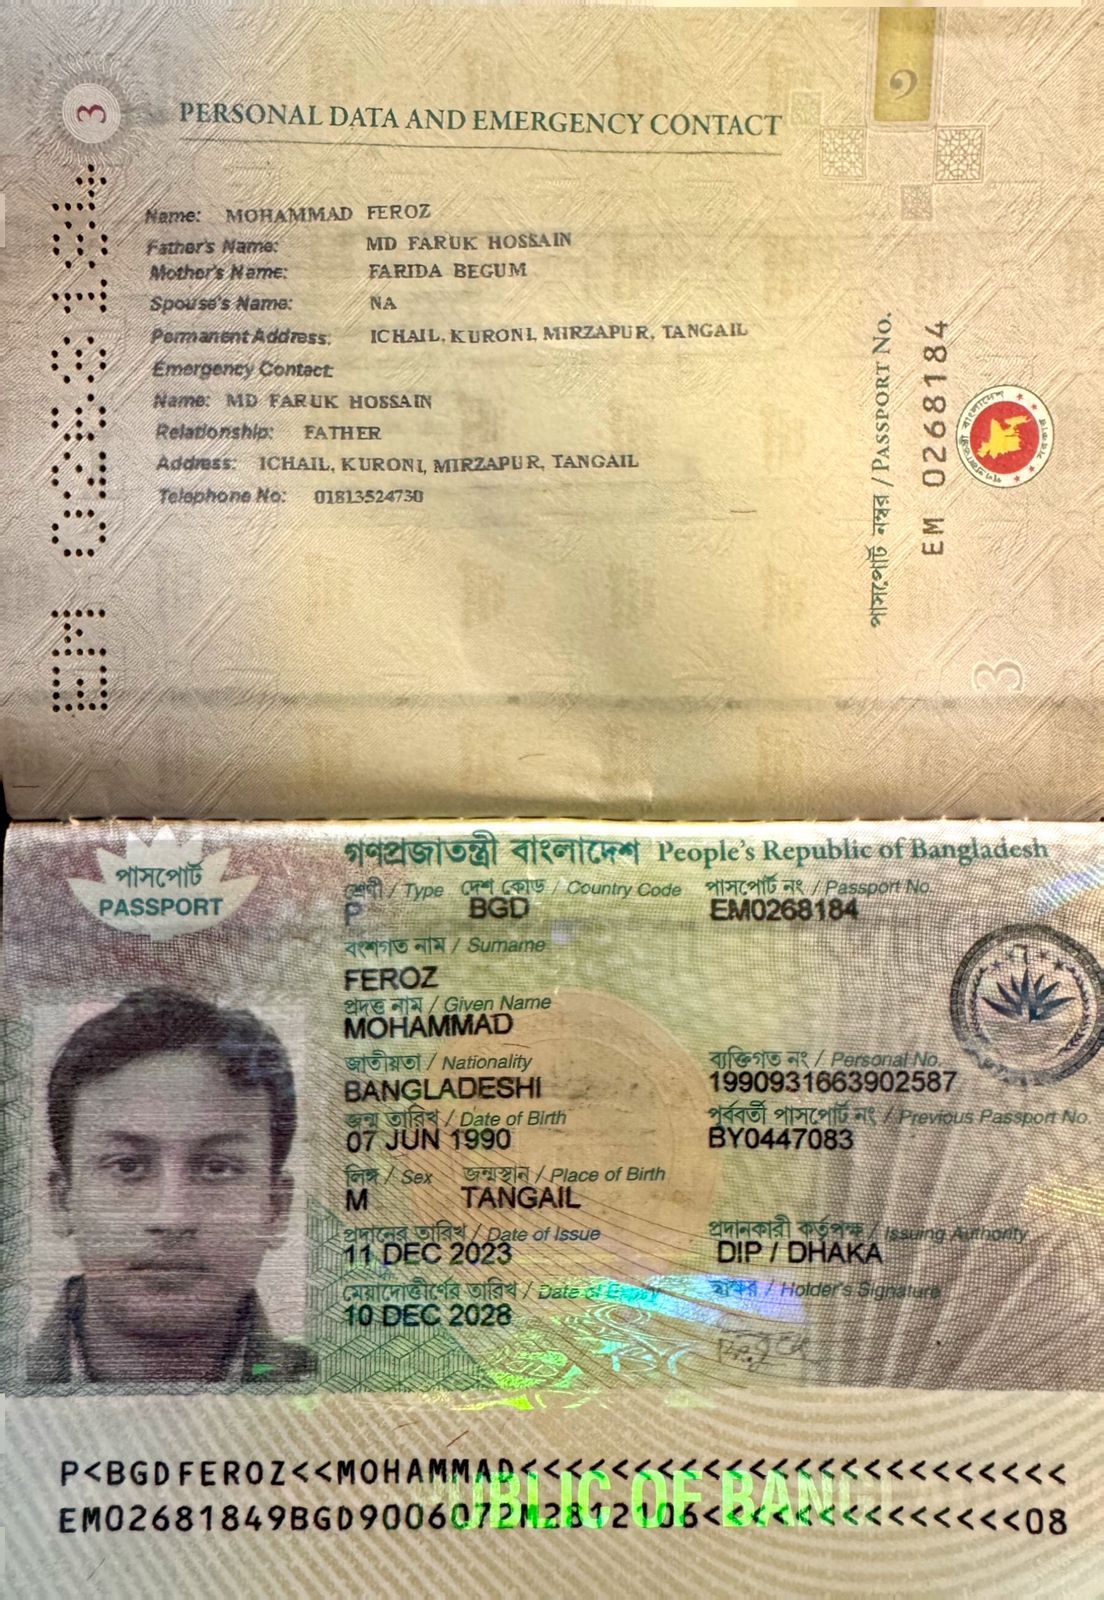 3
PERSONAL DATA AND EMERGENCY CONTACT
Name: MOHAMMAD FEROZ
Father's Name: MD FARUK HOSSAIN
Mother's Name: FARIDA BEGUM
Spouse's Name: NA
Permanent Address: ICHAIL, KURONI, MIRZAPUR, TANGAIL
Emergency Contact:
Name: MD FARUK HOSSAIN
Relationship: FATHER
Address: ICHAIL, KURONI, MIRZAPUR, TANGAIL
Telephone No: 01813524730
EM 0268184
পাসপোর্ট নম্বর / PASSPORT No.
EM 0268184
3
পাসপোর্ট
PASSPORT
গণপ্রজাতন্ত্রী বাংলাদেশ People's Republic of Bangladesh
শ্রেণী / Type দেশ কোড / Country Code পাসপোর্ট নং / Passport No.
P BGD EM0268184
বংশগত নাম / Surname
FEROZ
প্রদত্ত নাম / Given Name
MOHAMMAD
জাতীয়তা / Nationality ব্যক্তিগত নং / Personal No.
BANGLADESHI 1990931663902587
জন্ম তারিখ / Date of Birth পূর্ববর্তী পাসপোর্ট নং / Previous Passport No.
07 JUN 1990 BY0447083
লিঙ্গ / Sex জন্মস্থান / Place of Birth
M TANGAIL
প্রদানের তারিখ / Date of Issue প্রদানকারী কর্তৃপক্ষ / Issuing Authority
11 DEC 2023 DIP / DHAKA
মেয়াদোত্তীর্ণের তারিখ / Date of Expiry স্বাক্ষর / Holder's Signature
10 DEC 2028
P<BGDFEROZ<<MOHAMMAD<<<<<<<<<<<<<<<<<<<<<<<<
EM02681849BGD9006072M2812106<<<<<<<<<<<<<<08